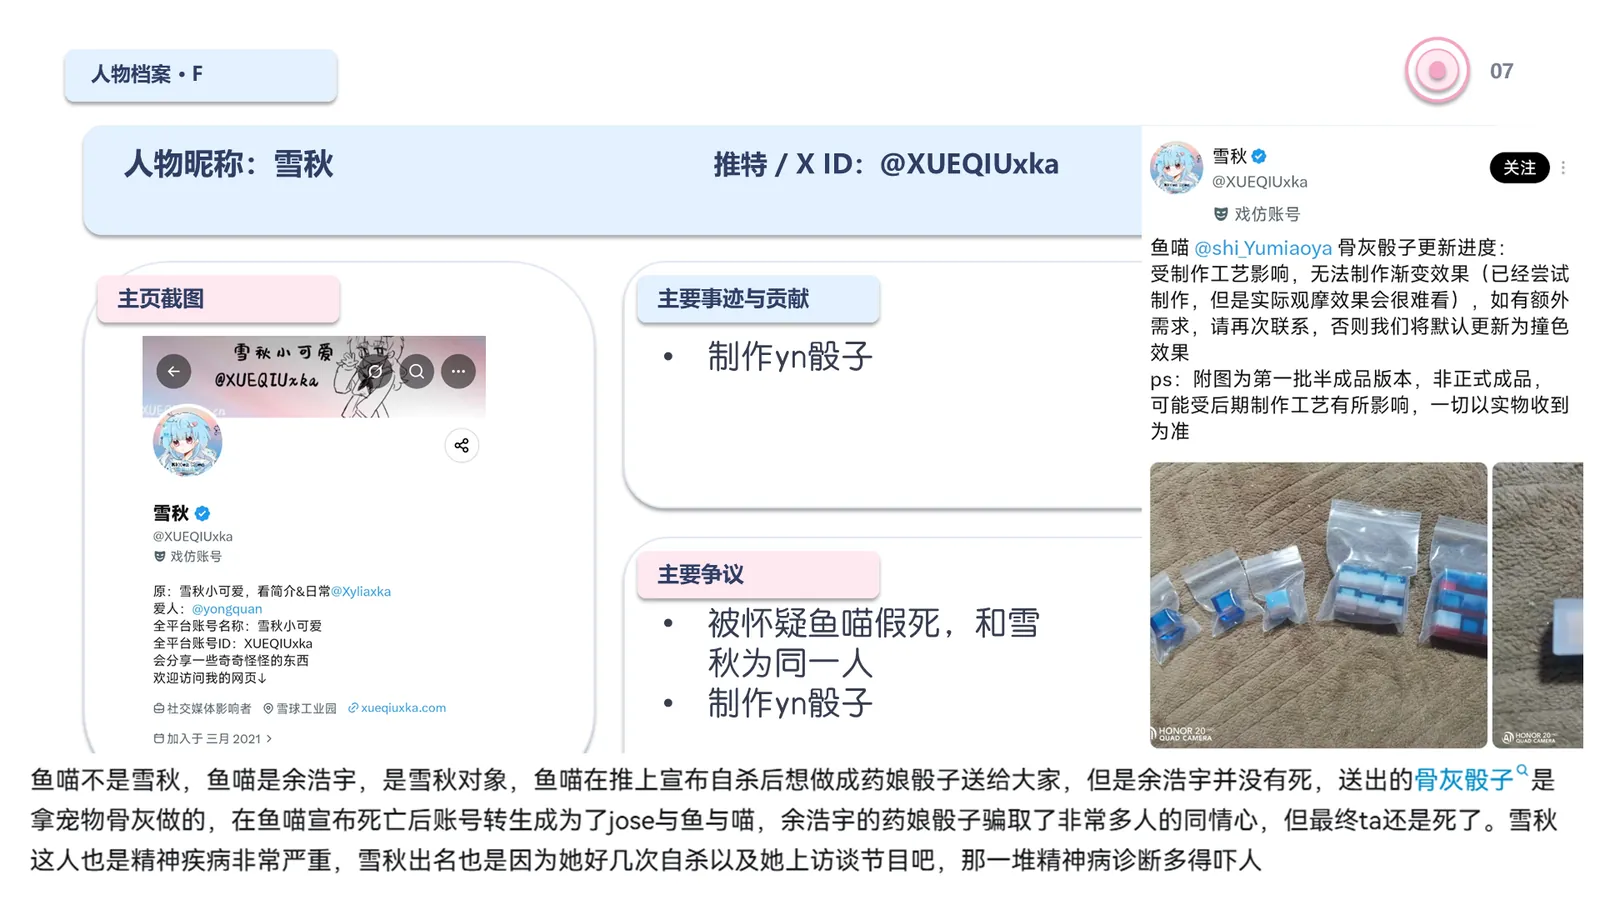 人物档案・F
07
人物昵称：雪秋
推特 / X ID：@XUEQIUxka
主页截图
雪秋小可爱
@XUEQIUxka
雪秋
@XUEQIUxka
戏仿账号
原：雪秋小可爱，看简介&日常@Xyliaxka
爱人：@yongquan
全平台账号名称：雪秋小可爱
全平台账号ID：XUEQIUxka
会分享一些奇奇怪怪的东西
欢迎访问我的网页↓
社交媒体影响者 雪球工业园 xueqiuxka.com
加入于 三月 2021 >
主要事迹与贡献
• 制作yn骰子
主要争议
• 被怀疑鱼喵假死，和雪
秋为同一人
• 制作yn骰子
雪秋
@XUEQIUxka
关注
戏仿账号
鱼喵 @shi_Yumiaoya 骨灰骰子更新进度：
受制作工艺影响，无法制作渐变效果（已经尝试
制作，但是实际观摩效果会很难看），如有额外
需求，请再次联系，否则我们将默认更新为撞色
效果
ps：附图为第一批半成品版本，非正式成品，
可能受后期制作工艺有所影响，一切以实物收到
为准
HONOR 20
QUAD CAMERA
HONOR 20
QUAD CAMERA
鱼喵不是雪秋，鱼喵是余浩宇，是雪秋对象，鱼喵在推上宣布自杀后想做成药娘骰子送给大家，但是余浩宇并没有死，送出的骨灰骰子是
拿宠物骨灰做的，在鱼喵宣布死亡后账号转生成为了jose与鱼与喵，余浩宇的药娘骰子骗取了非常多人的同情心，但最终ta还是死了。雪秋
这人也是精神疾病非常严重，雪秋出名也是因为她好几次自杀以及她上访谈节目吧，那一堆精神病诊断多得吓人